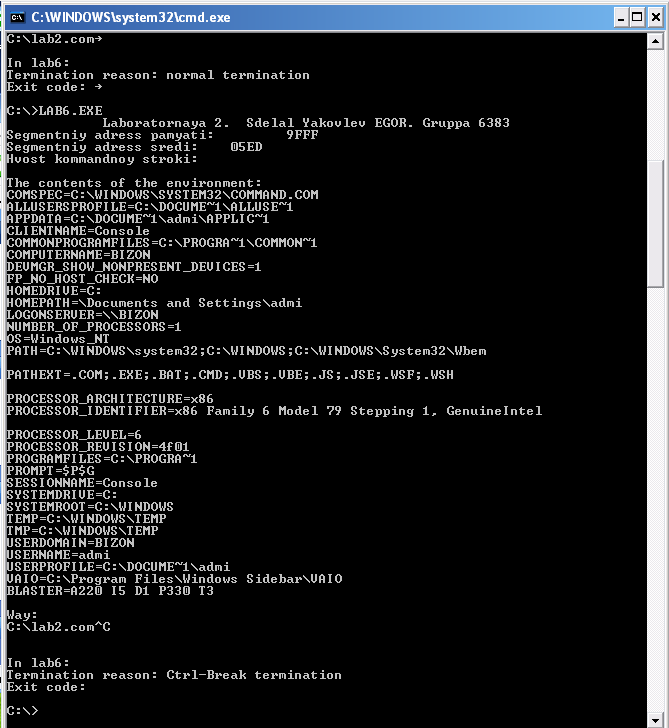 C:\WINDOWS\system32\cmd.exe
C:\lab2.com→
In lab6:
Termination reason: normal termination
Exit code: →
C:\>LAB6.EXE
Laboratornaya 2.  Sdelal Yakovlev EGOR. Gruppa 6383
Segmentniy adress pamyati:         9FFF
Segmentniy adress sredi:    05ED
Hvost kommandnoy stroki:
The contents of the environment:
COMSPEC=C:\WINDOWS\SYSTEM32\COMMAND.COM
ALLUSERSPROFILE=C:\DOCUME~1\ALLUSE~1
APPDATA=C:\DOCUME~1\admi\APPLIC~1
CLIENTNAME=Console
COMMONPROGRAMFILES=C:\PROGRA~1\COMMON~1
COMPUTERNAME=BIZON
DEVMGR_SHOW_NONPRESENT_DEVICES=1
FP_NO_HOST_CHECK=NO
HOMEDRIVE=C:
HOMEPATH=\Documents and Settings\admi
LOGONSERVER=\\BIZON
NUMBER_OF_PROCESSORS=1
OS=Windows_NT
PATH=C:\WINDOWS\system32;C:\WINDOWS;C:\WINDOWS\System32\Wbem
PATHEXT=.COM;.EXE;.BAT;.CMD;.VBS;.VBE;.JS;.JSE;.WSF;.WSH
PROCESSOR_ARCHITECTURE=x86
PROCESSOR_IDENTIFIER=x86 Family 6 Model 79 Stepping 1, GenuineIntel
PROCESSOR_LEVEL=6
PROCESSOR_REVISION=4f01
PROGRAMFILES=C:\PROGRA~1
PROMPT=$P$G
SESSIONNAME=Console
SYSTEMDRIVE=C:
SYSTEMROOT=C:\WINDOWS
TEMP=C:\WINDOWS\TEMP
TMP=C:\WINDOWS\TEMP
USERDOMAIN=BIZON
USERNAME=admi
USERPROFILE=C:\DOCUME~1\admi
VAIO=C:\Program Files\Windows Sidebar\VAIO
BLASTER=A220 I5 D1 P330 T3
Way:
C:\lab2.com^C
In lab6:
Termination reason: Ctrl-Break termination
Exit code:
C:\>